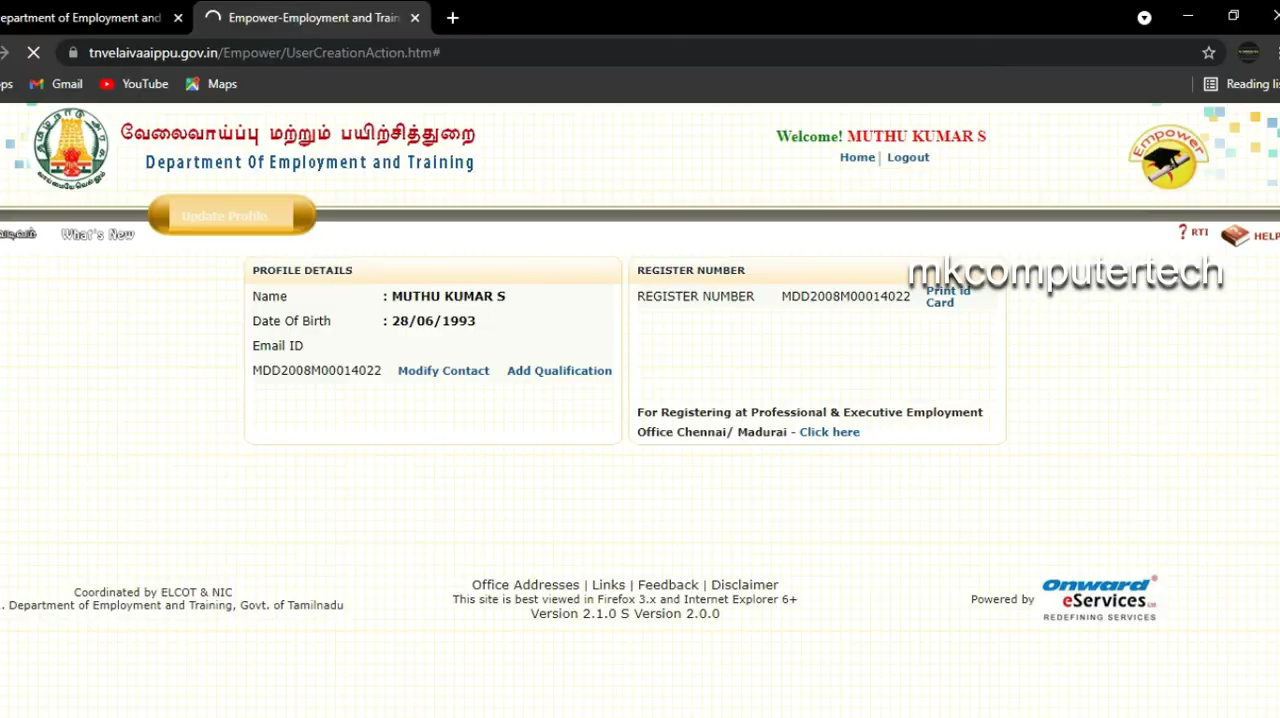 epartment of Employment and
Empower-Employment and Train
tnvelaivaaippu.gov.in/Empower/UserCreationAction.htm#
ps Gmail YouTube Maps Reading lis
வேலைவாய்ப்பு மற்றும் பயிற்சித்துறை
Department Of Employment and Training
Welcome! MUTHU KUMAR S
Home | Logout
Empower
Update Profile
What's New
? RTI HELP
mkcomputertech
PROFILE DETAILS
Name : MUTHU KUMAR S
Date Of Birth : 28/06/1993
Email ID
MDD2008M00014022 Modify Contact Add Qualification
REGISTER NUMBER
REGISTER NUMBER MDD2008M00014022 Print Id
Card
For Registering at Professional & Executive Employment
Office Chennai/ Madurai - Click here
Coordinated by ELCOT & NIC
. Department of Employment and Training, Govt. of Tamilnadu
Office Addresses | Links | Feedback | Disclaimer
This site is best viewed in Firefox 3.x and Internet Explorer 6+
Version 2.1.0 S Version 2.0.0
Powered by
Onward
eServices
REDEFINING SERVICES